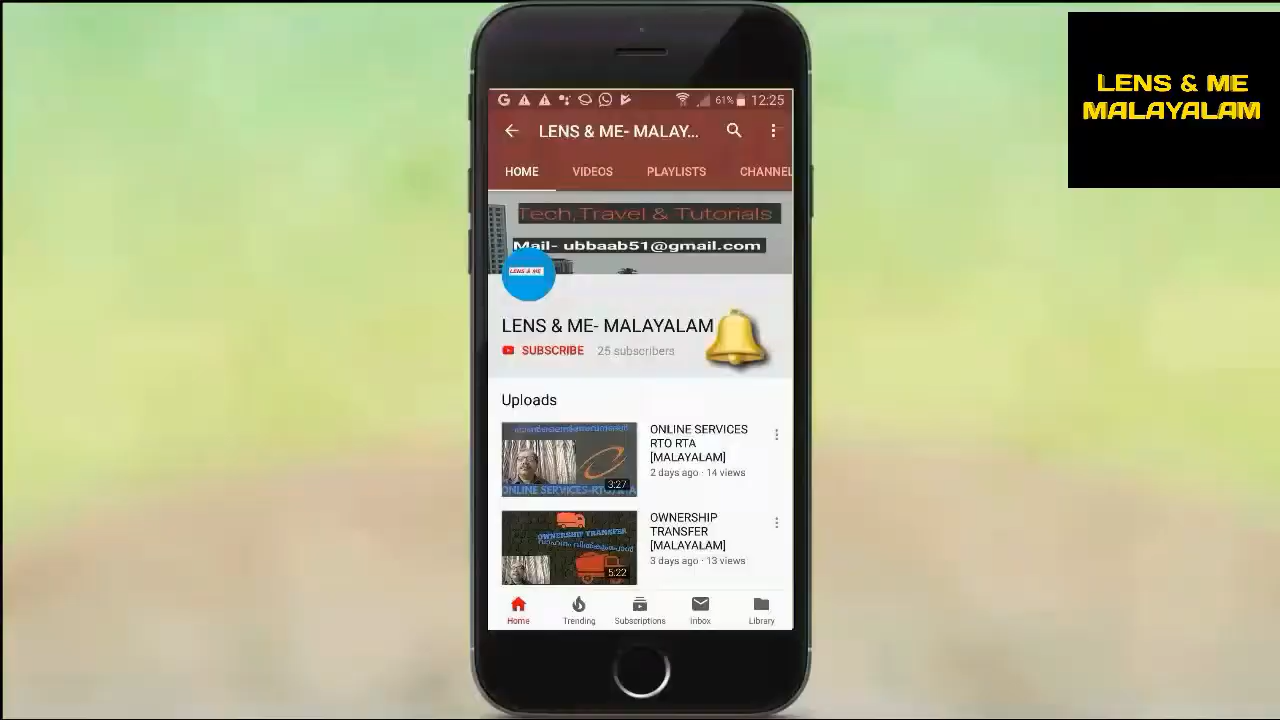 LENS & ME
MALAYALAM
61% 12:25
LENS & ME- MALAY...
HOME VIDEOS PLAYLISTS CHANNEL
Tech,Travel & Tutorials
Mail- ubbaab51@gmail.com
LENS & ME
LENS & ME- MALAYALAM
SUBSCRIBE 25 subscribers
Uploads
ONLINE SERVICES
RTO RTA
[MALAYALAM]
2 days ago · 14 views
3:27
ONLINE SERVICES-RTO/RTA
OWNERSHIP
TRANSFER
[MALAYALAM]
3 days ago · 13 views
OWNERSHIP TRANSFER
5:22
Home Trending Subscriptions Inbox Library